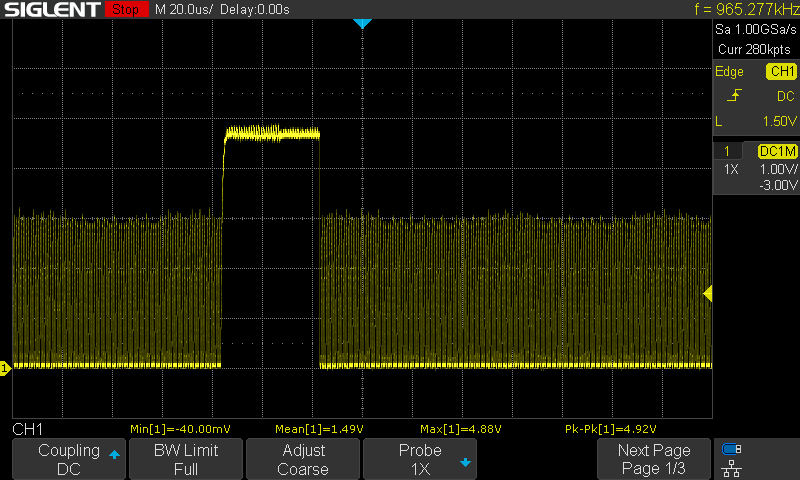 SIGLENT Stop M 20.0us/ Delay:0.00s f = 965.277kHz
Sa 1.00GSa/s
Curr 280kpts
Edge CH1
DC
L 1.50V
1 DC1M
1X 1.00V/
-3.00V
1
CH1 Min[1]=-40.00mV Mean[1]=1.49V Max[1]=4.88V Pk-Pk[1]=4.92V
Coupling BW Limit Adjust Probe Next Page
DC Full Coarse 1X Page 1/3